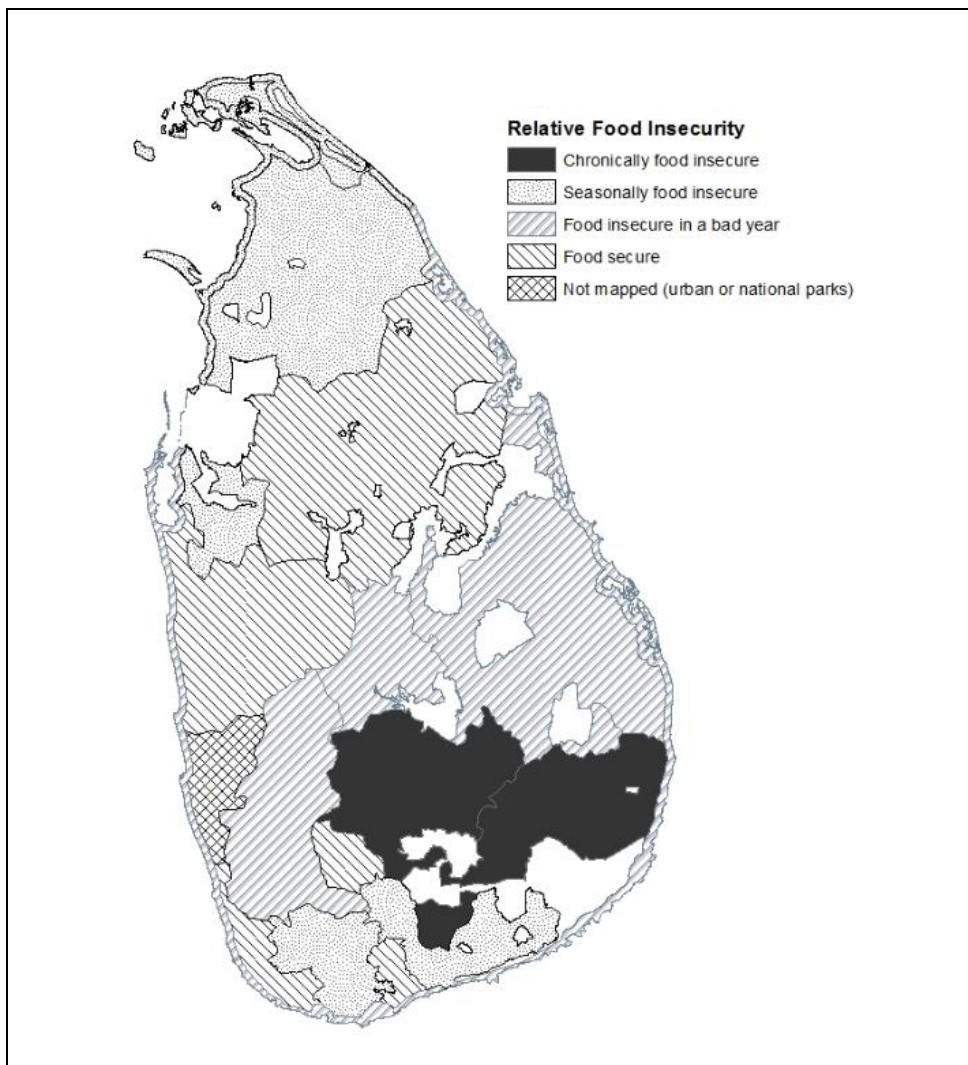 Relative Food Insecurity
Chronically food insecure
Seasonally food insecure
Food insecure in a bad year
Food secure
Not mapped (urban or national parks)